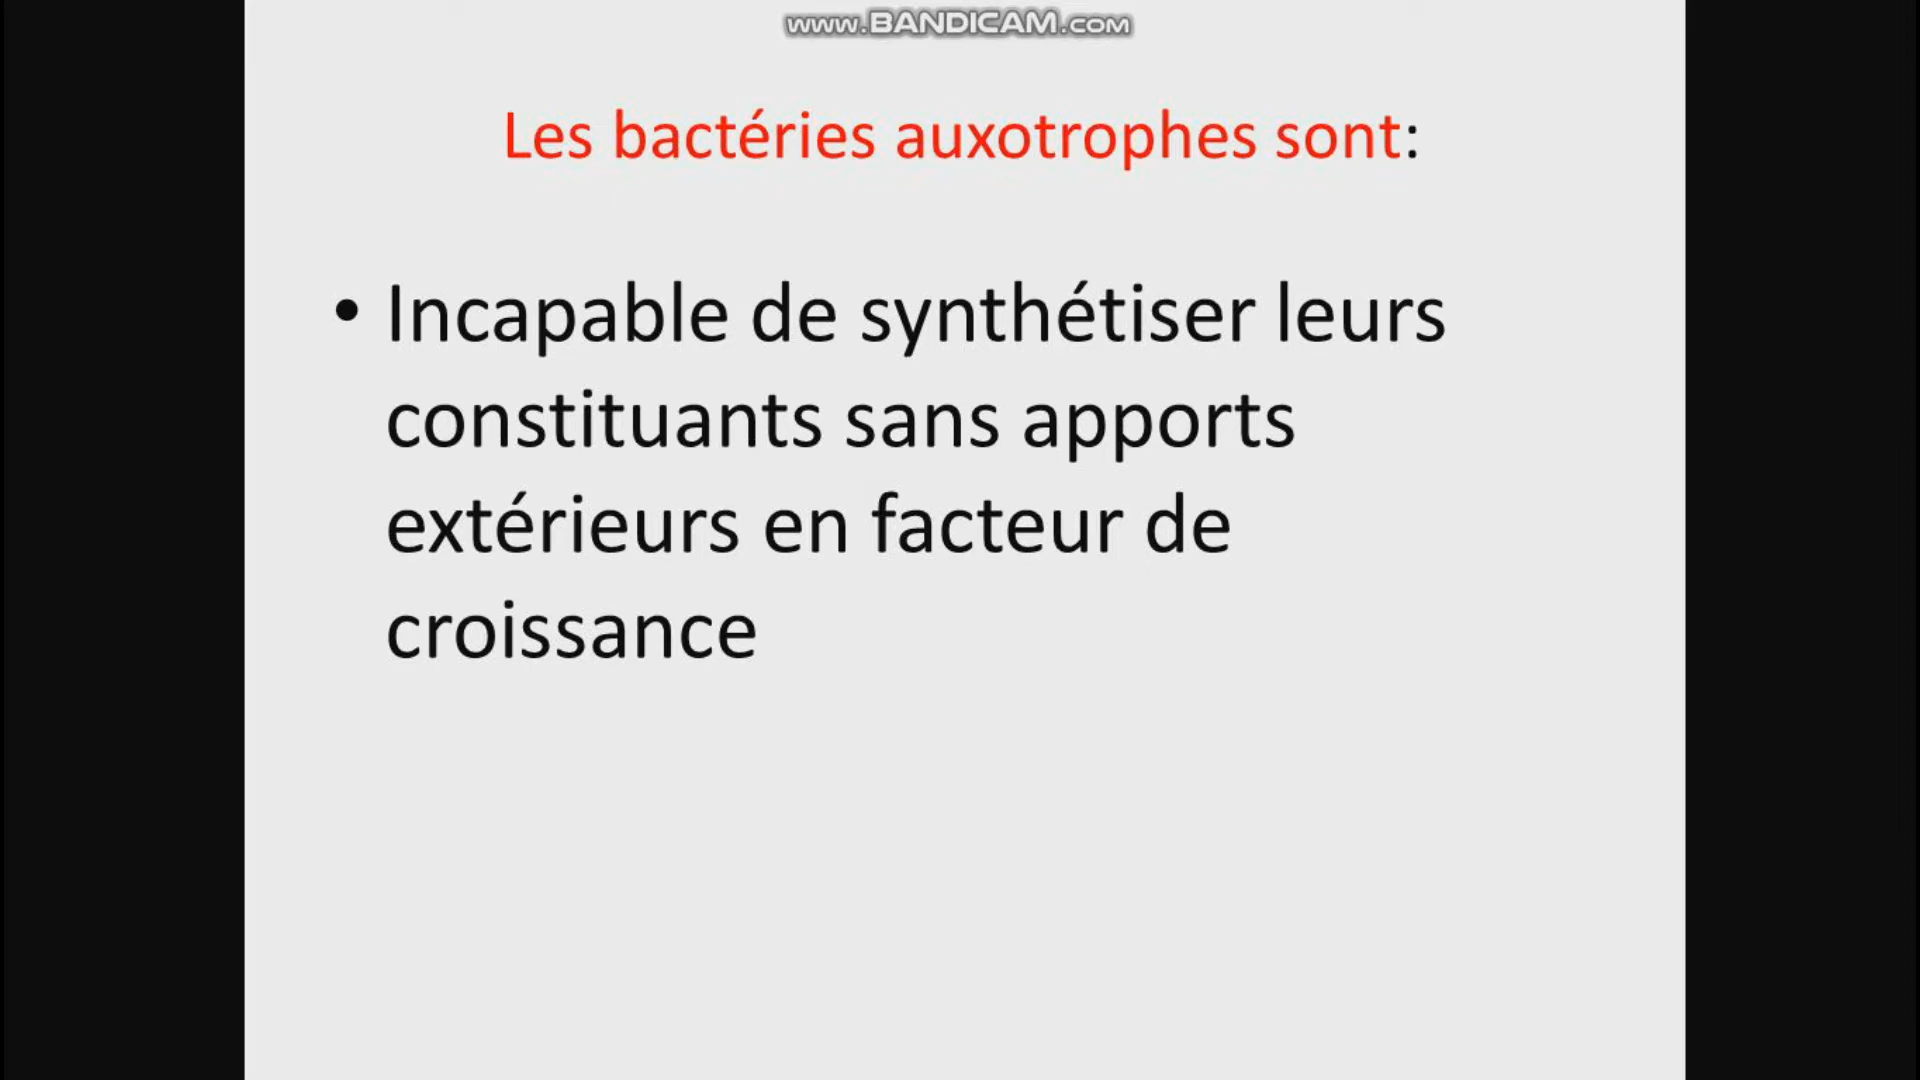 www.BANDICAM.com
Les bactéries auxotrophes sont:
• Incapable de synthétiser leurs
constituants sans apports
extérieurs en facteur de
croissance